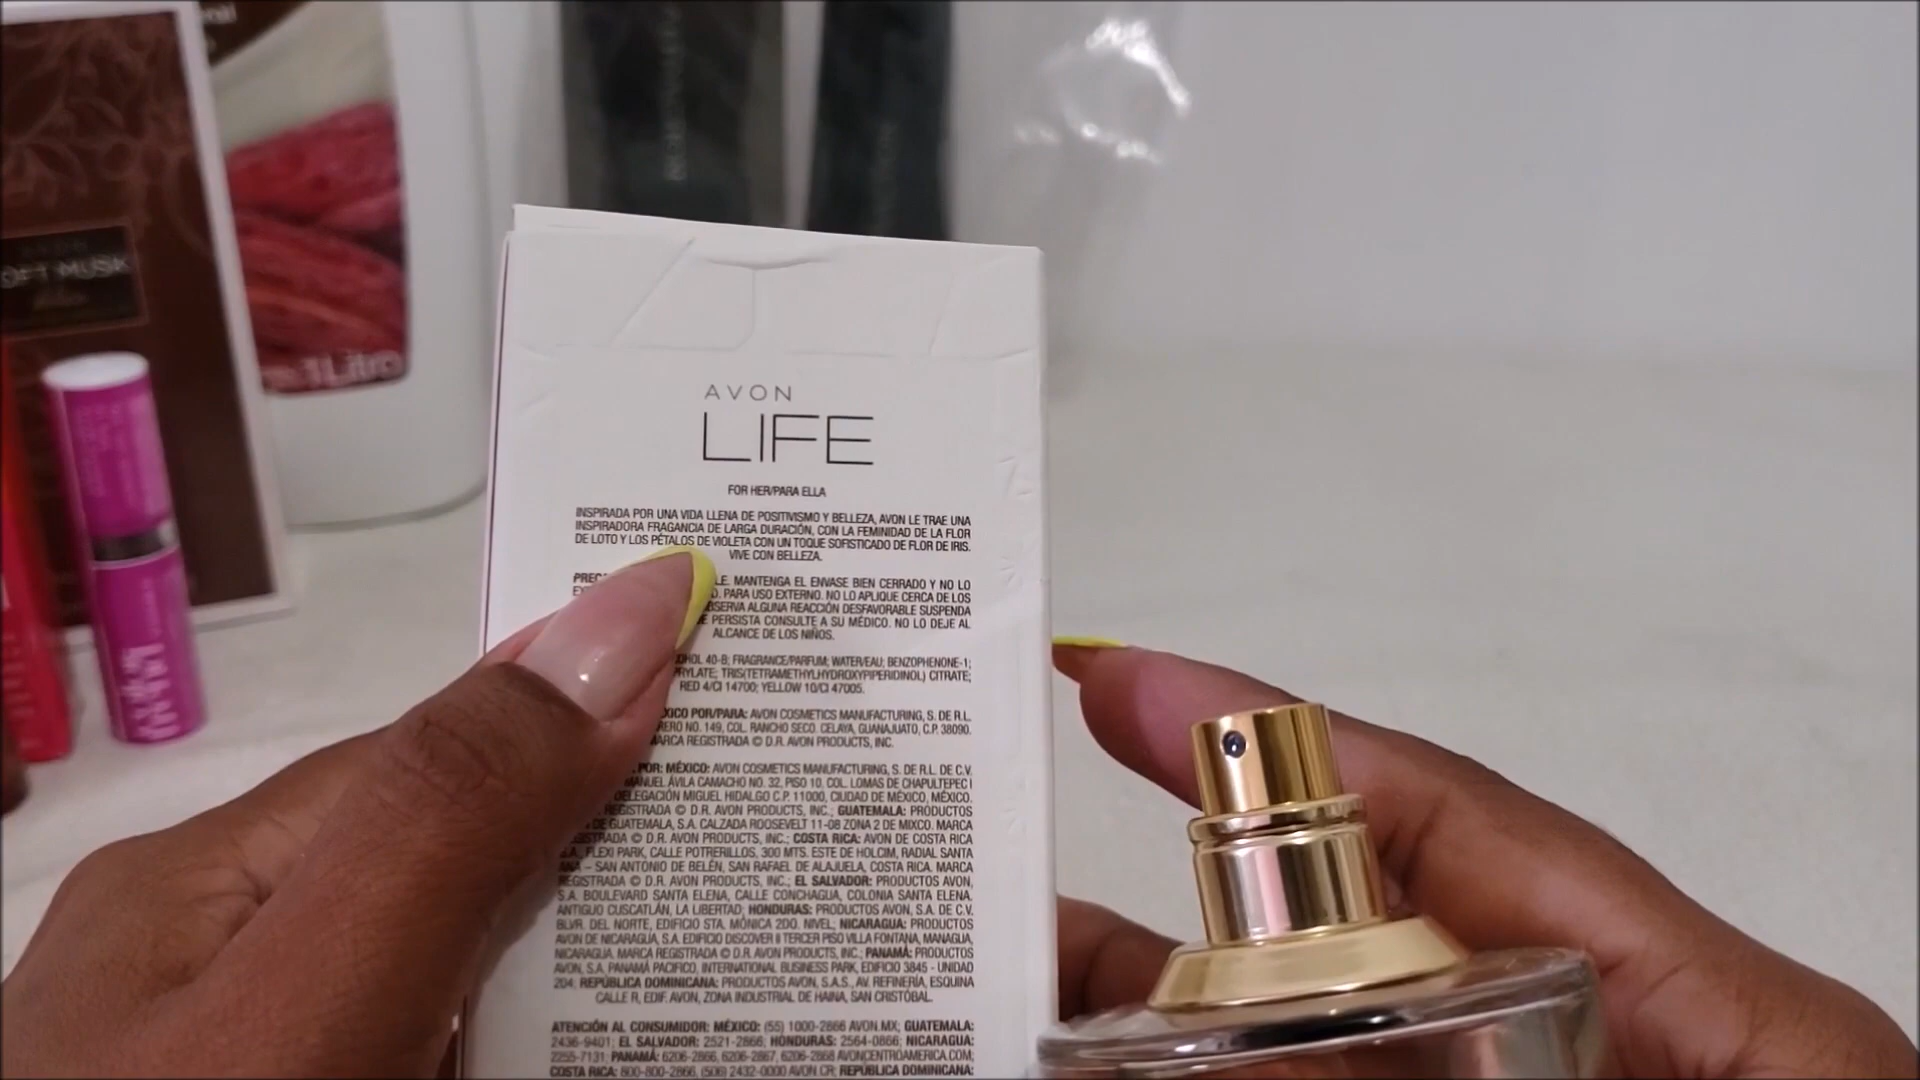 OFT MUSK
1 Litro
AVON
LIFE
FOR HER/PARA ELLA
INSPIRADA POR UNA VIDA LLENA DE POSITIVISMO Y BELLEZA, AVON LE TRAE UNA
INSPIRADORA FRAGANCIA DE LARGA DURACIÓN, CON LA FEMINIDAD DE LA FLOR
DE LOTO Y LOS PÉTALOS DE VIOLETA CON UN TOQUE SOFISTICADO DE FLOR DE IRIS.
VIVE CON BELLEZA.
LE. MANTENGA EL ENVASE BIEN CERRADO Y NO LO
O. PARA USO EXTERNO. NO LO APLIQUE CERCA DE LOS
OBSERVA ALGUNA REACCIÓN DESFAVORABLE SUSPENDA
DE PERSISTA CONSULTE A SU MÉDICO. NO LO DEJE AL
ALCANCE DE LOS NIÑOS.
OHOL 40-B; FRAGRANCE/PARFUM; WATER/EAU; BENZOPHENONE-1;
RYLATE; TRIS(TETRAMETHYLHYDROXYPIPERIDINOL) CITRATE;
RED 4/CI 14700; YELLOW 10/CI 47005.
XICO POR/PARA: AVON COSMETICS MANUFACTURING, S. DE R.L.
RERO NO. 149, COL. RANCHO SECO. CELAYA, GUANAJUATO, C.P. 38090.
MARCA REGISTRADA © D.R. AVON PRODUCTS, INC.
POR: MÉXICO: AVON COSMETICS MANUFACTURING, S. DE R.L. DE C.V.
MANUEL ÁVILA CAMACHO NO. 32, PISO 10. COL. LOMAS DE CHAPULTEPEC I
DELEGACIÓN MIGUEL HIDALGO C.P. 11000, CIUDAD DE MÉXICO, MÉXICO.
REGISTRADA © D.R. AVON PRODUCTS, INC.; GUATEMALA: PRODUCTOS
DE GUATEMALA, S.A. CALZADA ROOSEVELT 11-08 ZONA 2 DE MIXCO. MARCA
GISTRADA © D.R. AVON PRODUCTS, INC.; COSTA RICA: AVON DE COSTA RICA
S.A., FLEXI PARK, CALLE POTRERILLOS, 300 MTS. ESTE DE HOLCIM, RADIAL SANTA
ANA – SAN ANTONIO DE BELÉN, SAN RAFAEL DE ALAJUELA, COSTA RICA. MARCA
REGISTRADA © D.R. AVON PRODUCTS, INC.; EL SALVADOR: PRODUCTOS AVON,
S.A. BOULEVARD SANTA ELENA, CALLE CONCHAGUA, COLONIA SANTA ELENA.
ANTIGUO CUSCATLÁN, LA LIBERTAD; HONDURAS: PRODUCTOS AVON, S.A. DE C.V.
BLVR. DEL NORTE, EDIFICIO STA. MÓNICA 2DO. NIVEL; NICARAGUA: PRODUCTOS
AVON DE NICARAGUA, S.A. EDIFICIO DISCOVER II TERCER PISO VILLA FONTANA, MANAGUA,
NICARAGUA. MARCA REGISTRADA © D.R. AVON PRODUCTS, INC.; PANAMÁ: PRODUCTOS
AVON, S.A. PANAMÁ PACIFICO, INTERNATIONAL BUSINESS PARK, EDIFICIO 3845 - UNIDAD
204. REPÚBLICA DOMINICANA: PRODUCTOS AVON, S.A.S., AV. REFINERÍA, ESQUINA
CALLE R, EDIF. AVON, ZONA INDUSTRIAL DE HAINA, SAN CRISTÓBAL.
ATENCIÓN AL CONSUMIDOR: MÉXICO: (55) 1000-2866 AVON.MX; GUATEMALA:
2436-9401; EL SALVADOR: 2521-2866; HONDURAS: 2564-0866; NICARAGUA:
2255-7131; PANAMÁ: 6206-2866, 6206-2867, 6206-2868 AVONCENTROAMERICA.COM;
COSTA RICA: 800-800-2866, (506) 2432-0000 AVON CR; REPÚBLICA DOMINICANA: